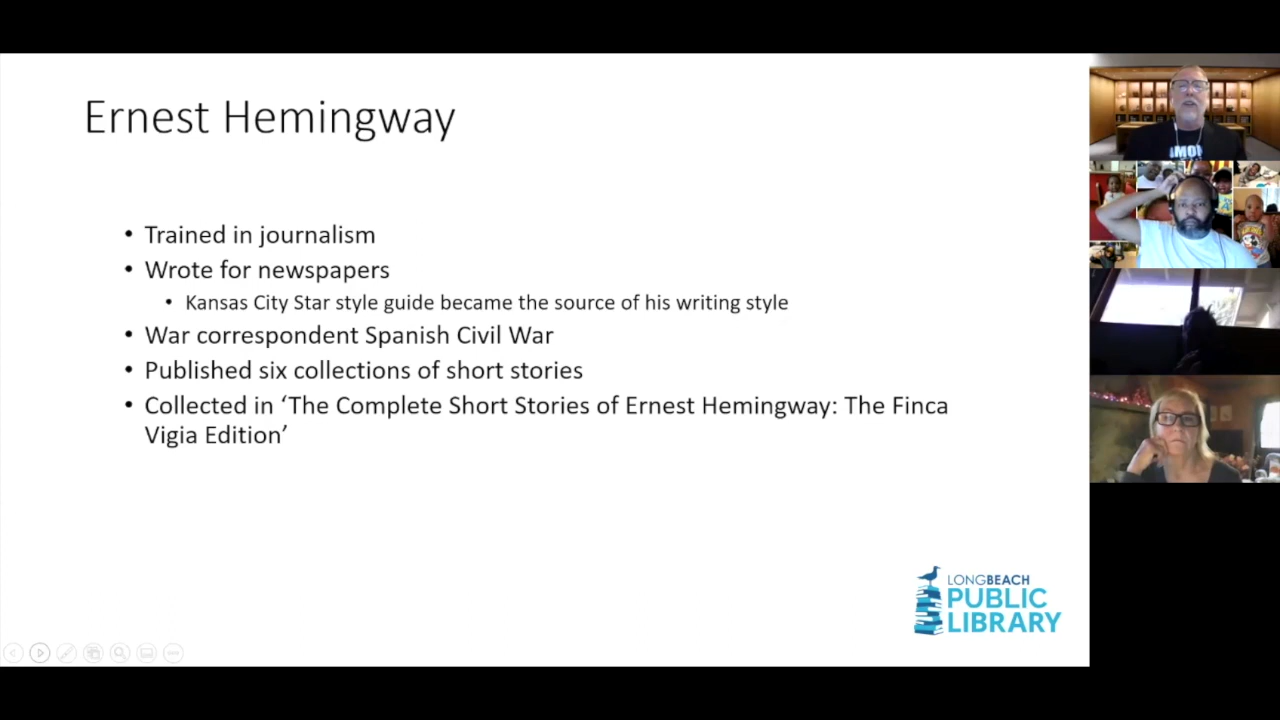 Ernest Hemingway
• Trained in journalism
• Wrote for newspapers
• Kansas City Star style guide became the source of his writing style
• War correspondent Spanish Civil War
• Published six collections of short stories
• Collected in ‘The Complete Short Stories of Ernest Hemingway: The Finca
Vigia Edition’
LONGBEACH
PUBLIC
LIBRARY